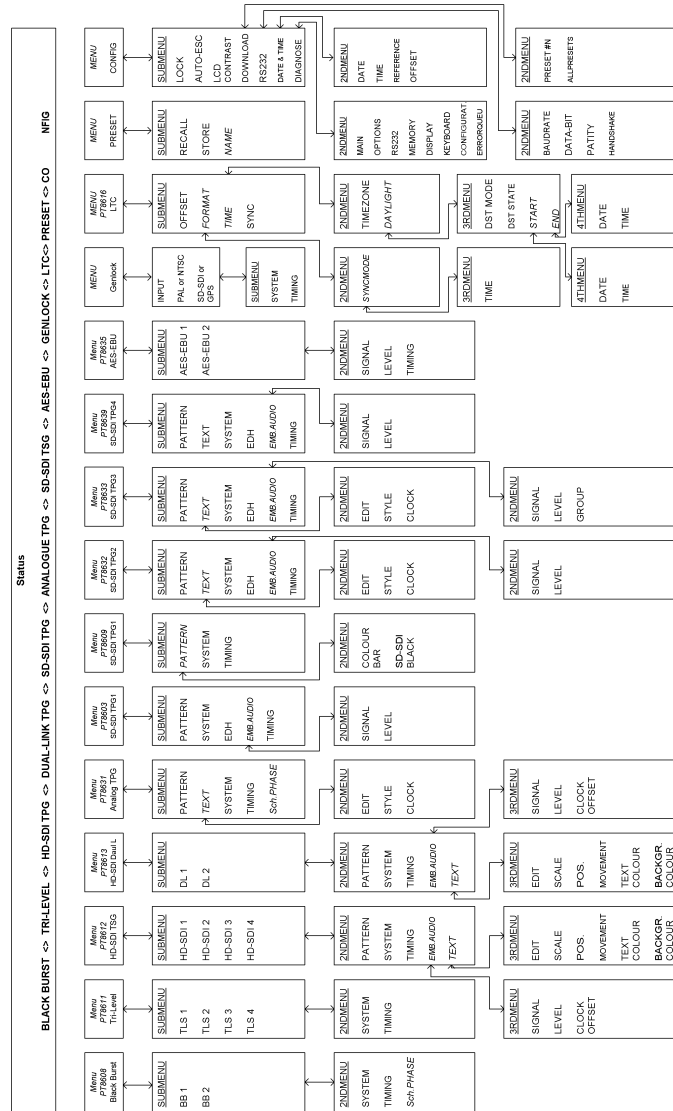 Status
BLACK BURST <> TRI-LEVEL <> HD-SDI TPG <> DUAL-LINK TPG <> SD-SDI TPG <> ANALOGUE TPG <> SD-SDI TSG <> AES-EBU <> GENLOCK <> LTC<> PRESET <> CO NFIG
Menu
PT8608
Black Burst
SUBMENU
BB 1
BB 2
2NDMENU
SYSTEM
TIMING
Sch.PHASE
Menu
PT8611
Tri-Level
SUBMENU
TLS 1
TLS 2
TLS 3
TLS 4
2NDMENU
SYSTEM
TIMING
Menu
PT8612
HD-SDI TSG
SUBMENU
HD-SDI 1
HD-SDI 2
HD-SDI 3
HD-SDI 4
2NDMENU
PATTERN
SYSTEM
TIMING
EMB.AUDIO
TEXT
3RDMENU
SIGNAL
LEVEL
CLOCK
OFFSET
3RDMENU
EDIT
SCALE
POS.
MOVEMENT
TEXT
COLOUR
BACKGR.
COLOUR
Menu
PT8613
HD-SDI Daul L
SUBMENU
DL 1
DL 2
2NDMENU
PATTERN
SYSTEM
TIMING
EMB.AUDIO
TEXT
3RDMENU
EDIT
SCALE
POS.
MOVEMENT
TEXT
COLOUR
BACKGR.
COLOUR
3RDMENU
SIGNAL
LEVEL
CLOCK
OFFSET
Menu
PT8631
Analog TPG
SUBMENU
PATTERN
TEXT
SYSTEM
TIMING
Sch.PHASE
2NDMENU
EDIT
STYLE
CLOCK
Menu
PT8603
SD-SDI TPG1
SUBMENU
PATTERN
SYSTEM
EDH
EMB.AUDIO
TIMING
2NDMENU
SIGNAL
LEVEL
Menu
PT8609
SD-SDI TPG1
SUBMENU
PATTERN
SYSTEM
TIMING
2NDMENU
COLOUR
BAR
SD-SDI
BLACK
Menu
PT8632
SD-SDI TPG2
SUBMENU
PATTERN
TEXT
SYSTEM
EDH
EMB.AUDIO
TIMING
2NDMENU
EDIT
STYLE
CLOCK
2NDMENU
SIGNAL
LEVEL
Menu
PT8633
SD-SDI TPG3
SUBMENU
PATTERN
TEXT
SYSTEM
EDH
EMB.AUDIO
TIMING
2NDMENU
EDIT
STYLE
CLOCK
2NDMENU
SIGNAL
LEVEL
GROUP
Menu
PT8639
SD-SDI TPG4
SUBMENU
PATTERN
TEXT
SYSTEM
EDH
EMB.AUDIO
TIMING
2NDMENU
SIGNAL
LEVEL
Menu
PT8635
AES-EBU
SUBMENU
AES-EBU 1
AES-EBU 2
2NDMENU
SIGNAL
LEVEL
TIMING
MENU
Genlock
INPUT
PAL or NTSC
SD-SDI or
GPS
SUBMENU
SYSTEM
TIMING
MENU
PT8616
LTC
SUBMENU
OFFSET
FORMAT
TIME
SYNC
2NDMENU
SYNCMODE
3RDMENU
TIME
2NDMENU
TIMEZONE
DAYLIGHT
3RDMENU
DST MODE
DST STATE
START
END
4THMENU
DATE
TIME
4THMENU
DATE
TIME
MENU
PRESET
SUBMENU
RECALL
STORE
NAME
MENU
CONFIG
SUBMENU
LOCK
AUTO-ESC
LCD
CONTRAST
DOWNLOAD
RS232
DATE & TIME
DIAGNOSE
2NDMENU
MAIN
OPTIONS
RS232
MEMORY
DISPLAY
KEYBOARD
CONFIGURAT.
ERRORQUEU
2NDMENU
DATE
TIME
REFERENCE
OFFSET
2NDMENU
BAUDRATE
DATA-BIT
PATITY
HANDSHAKE
2NDMENU
PRESET #N
ALLPRESETS